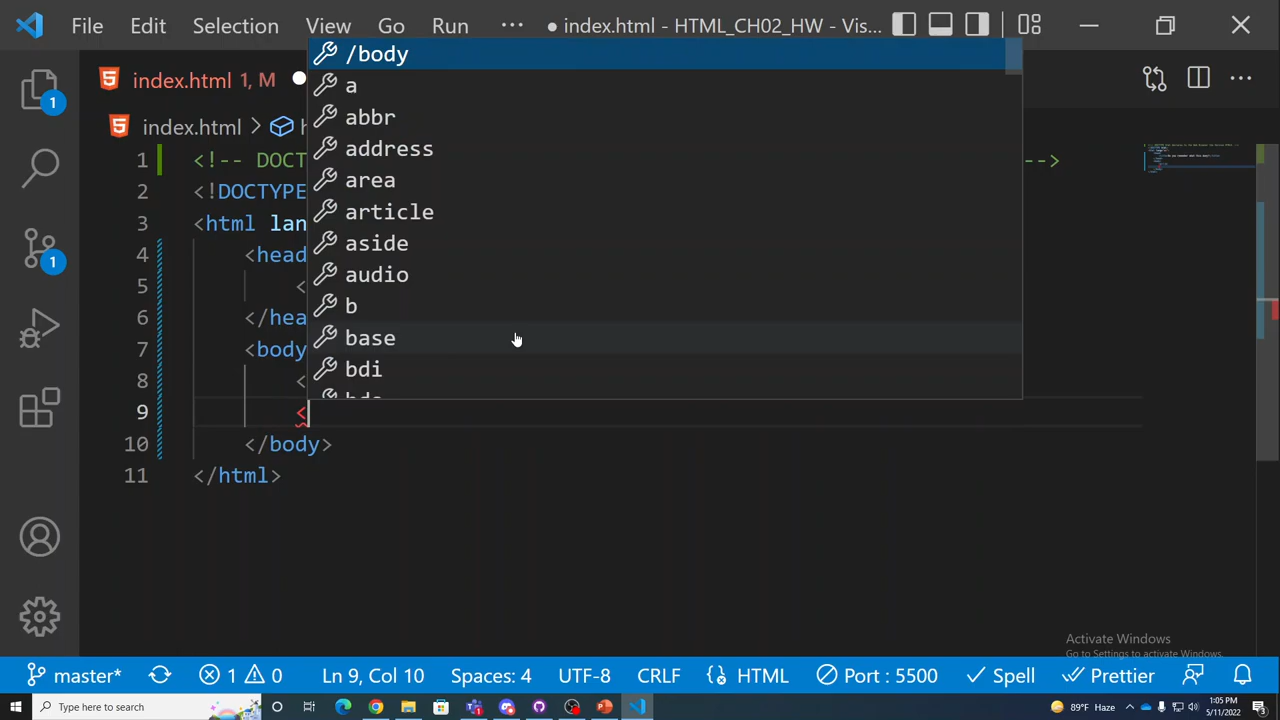 File Edit Selection View Go Run ··· ● index.html - HTML_CH02_HW - Vis...
index.html 1, M
index.html > h
/body
a
abbr
address
area
article
aside
audio
b
base
bdi
bdo
1 <!-- DOCT -->
2 <!DOCTYPE
3 <html lan
4 <head
5 <
6 </hea
7 <body
8 <
9 <
10 </body>
11 </html>
1
1
Activate Windows
Go to Settings to activate Windows.
master* 1 0 Ln 9, Col 10 Spaces: 4 UTF-8 CRLF HTML Port : 5500 Spell Prettier
Type here to search
89°F Haze
1:05 PM
5/11/2022
3